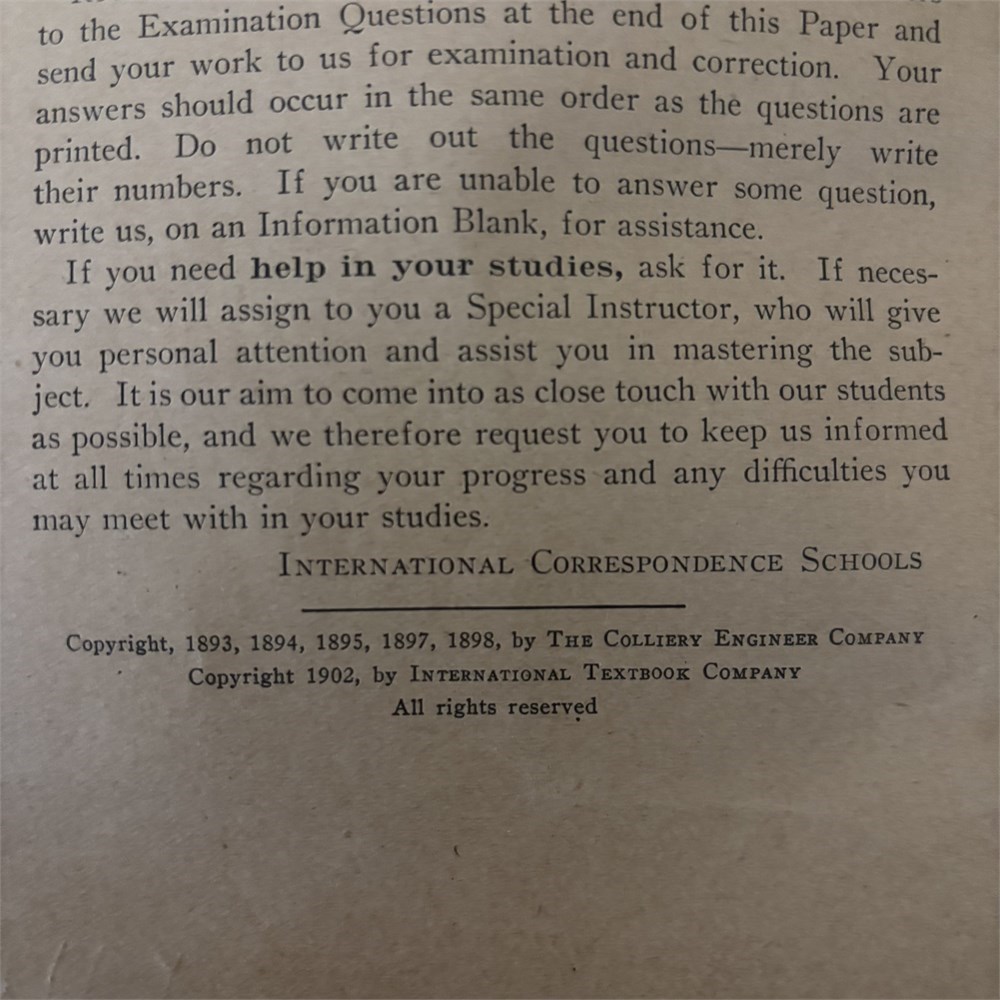 to the Examination Questions at the end of this Paper and
send your work to us for examination and correction. Your
answers should occur in the same order as the questions are
printed. Do not write out the questions—merely write
their numbers. If you are unable to answer some question,
write us, on an Information Blank, for assistance.
If you need help in your studies, ask for it. If neces-
sary we will assign to you a Special Instructor, who will give
you personal attention and assist you in mastering the sub-
ject. It is our aim to come into as close touch with our students
as possible, and we therefore request you to keep us informed
at all times regarding your progress and any difficulties you
may meet with in your studies.
INTERNATIONAL CORRESPONDENCE SCHOOLS
Copyright, 1893, 1894, 1895, 1897, 1898, by THE COLLIERY ENGINEER COMPANY
Copyright 1902, by INTERNATIONAL TEXTBOOK COMPANY
All rights reserved